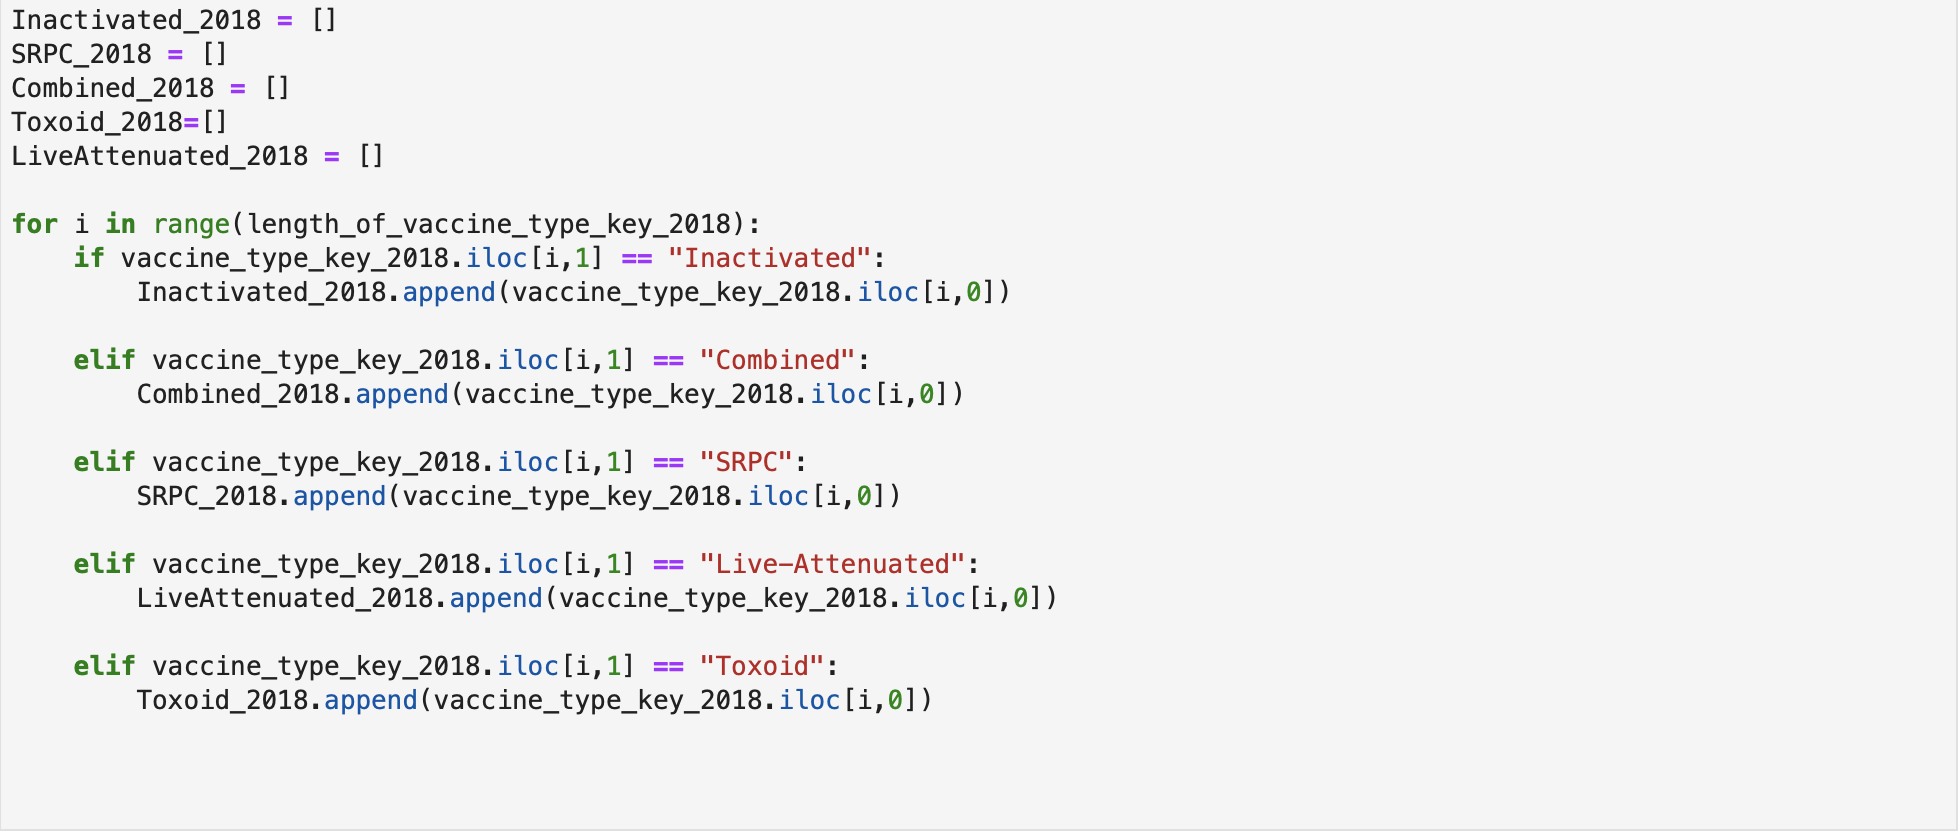 Inactivated_2018 = []
SRPC_2018 = []
Combined_2018 = []
Toxoid_2018=[]
LiveAttenuated_2018 = []
for i in range(length_of_vaccine_type_key_2018):
    if vaccine_type_key_2018.iloc[i,1] == "Inactivated":
        Inactivated_2018.append(vaccine_type_key_2018.iloc[i,0])
    elif vaccine_type_key_2018.iloc[i,1] == "Combined":
        Combined_2018.append(vaccine_type_key_2018.iloc[i,0])
    elif vaccine_type_key_2018.iloc[i,1] == "SRPC":
        SRPC_2018.append(vaccine_type_key_2018.iloc[i,0])
    elif vaccine_type_key_2018.iloc[i,1] == "Live-Attenuated":
        LiveAttenuated_2018.append(vaccine_type_key_2018.iloc[i,0])
    elif vaccine_type_key_2018.iloc[i,1] == "Toxoid":
        Toxoid_2018.append(vaccine_type_key_2018.iloc[i,0])